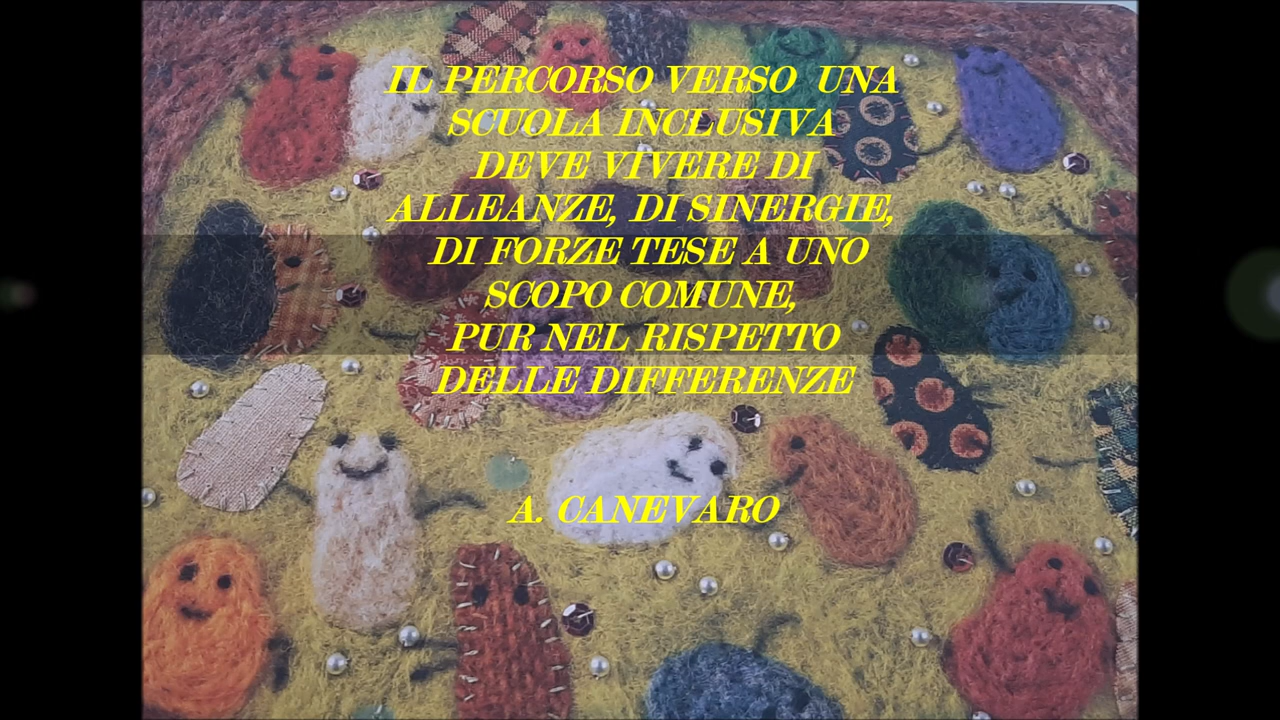 IL PERCORSO VERSO UNA
SCUOLA INCLUSIVA
DEVE VIVERE DI
ALLEANZE, DI SINERGIE,
DI FORZE TESE A UNO
SCOPO COMUNE,
PUR NEL RISPETTO
DELLE DIFFERENZE
A. CANEVARO